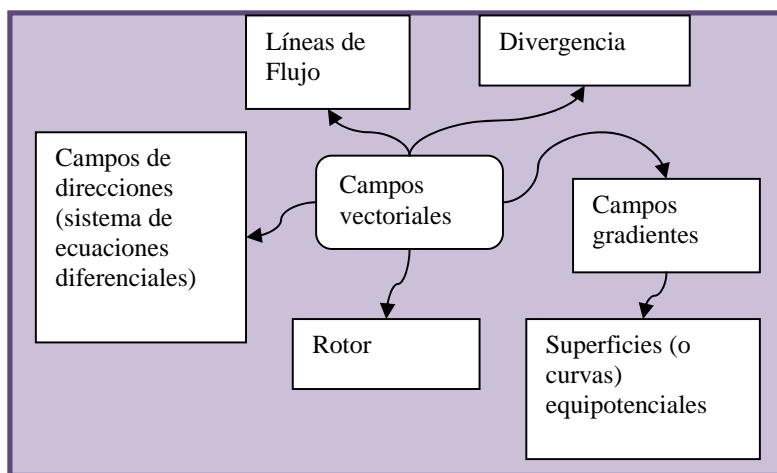 Líneas de
Flujo
Divergencia
Campos de
direcciones
(sistema de
ecuaciones
diferenciales)
Campos
vectoriales
Campos
gradientes
Rotor
Superficies (o
curvas)
equipotenciales